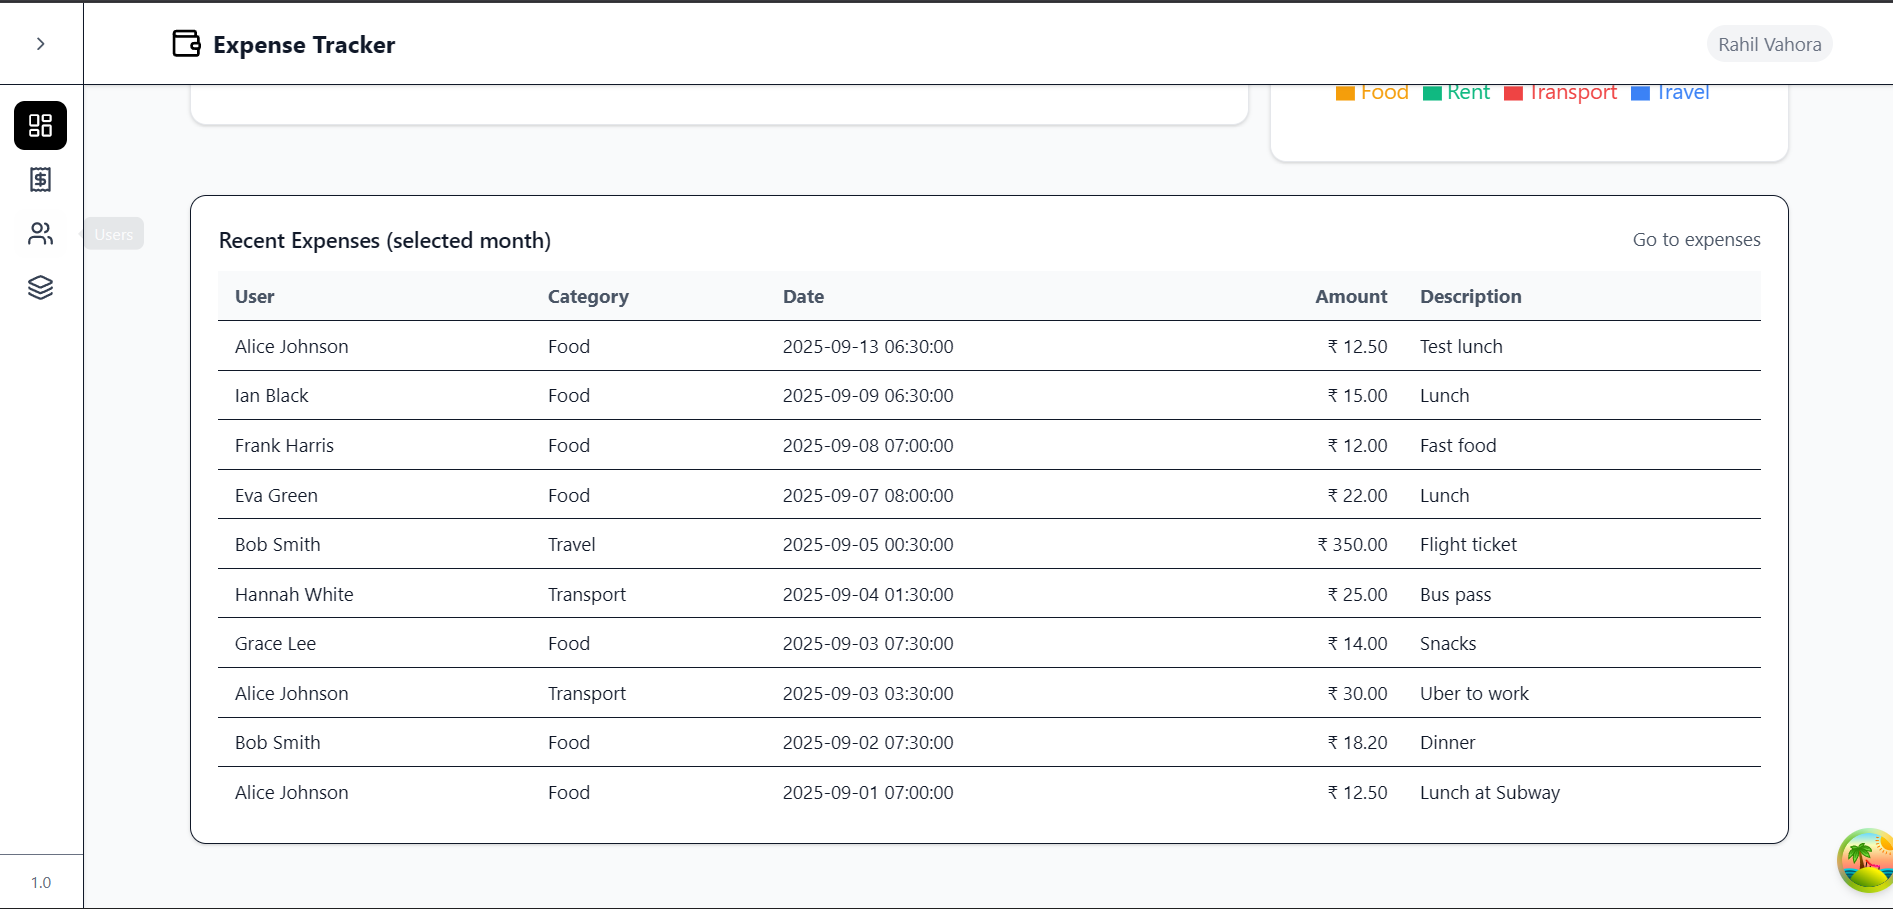 Expense Tracker
Rahil Vahora
Food Rent Transport Travel
Users
Recent Expenses (selected month)
Go to expenses
User Category Date Amount Description
Alice Johnson Food 2025-09-13 06:30:00 ₹ 12.50 Test lunch
Ian Black Food 2025-09-09 06:30:00 ₹ 15.00 Lunch
Frank Harris Food 2025-09-08 07:00:00 ₹ 12.00 Fast food
Eva Green Food 2025-09-07 08:00:00 ₹ 22.00 Lunch
Bob Smith Travel 2025-09-05 00:30:00 ₹ 350.00 Flight ticket
Hannah White Transport 2025-09-04 01:30:00 ₹ 25.00 Bus pass
Grace Lee Food 2025-09-03 07:30:00 ₹ 14.00 Snacks
Alice Johnson Transport 2025-09-03 03:30:00 ₹ 30.00 Uber to work
Bob Smith Food 2025-09-02 07:30:00 ₹ 18.20 Dinner
Alice Johnson Food 2025-09-01 07:00:00 ₹ 12.50 Lunch at Subway
1.0